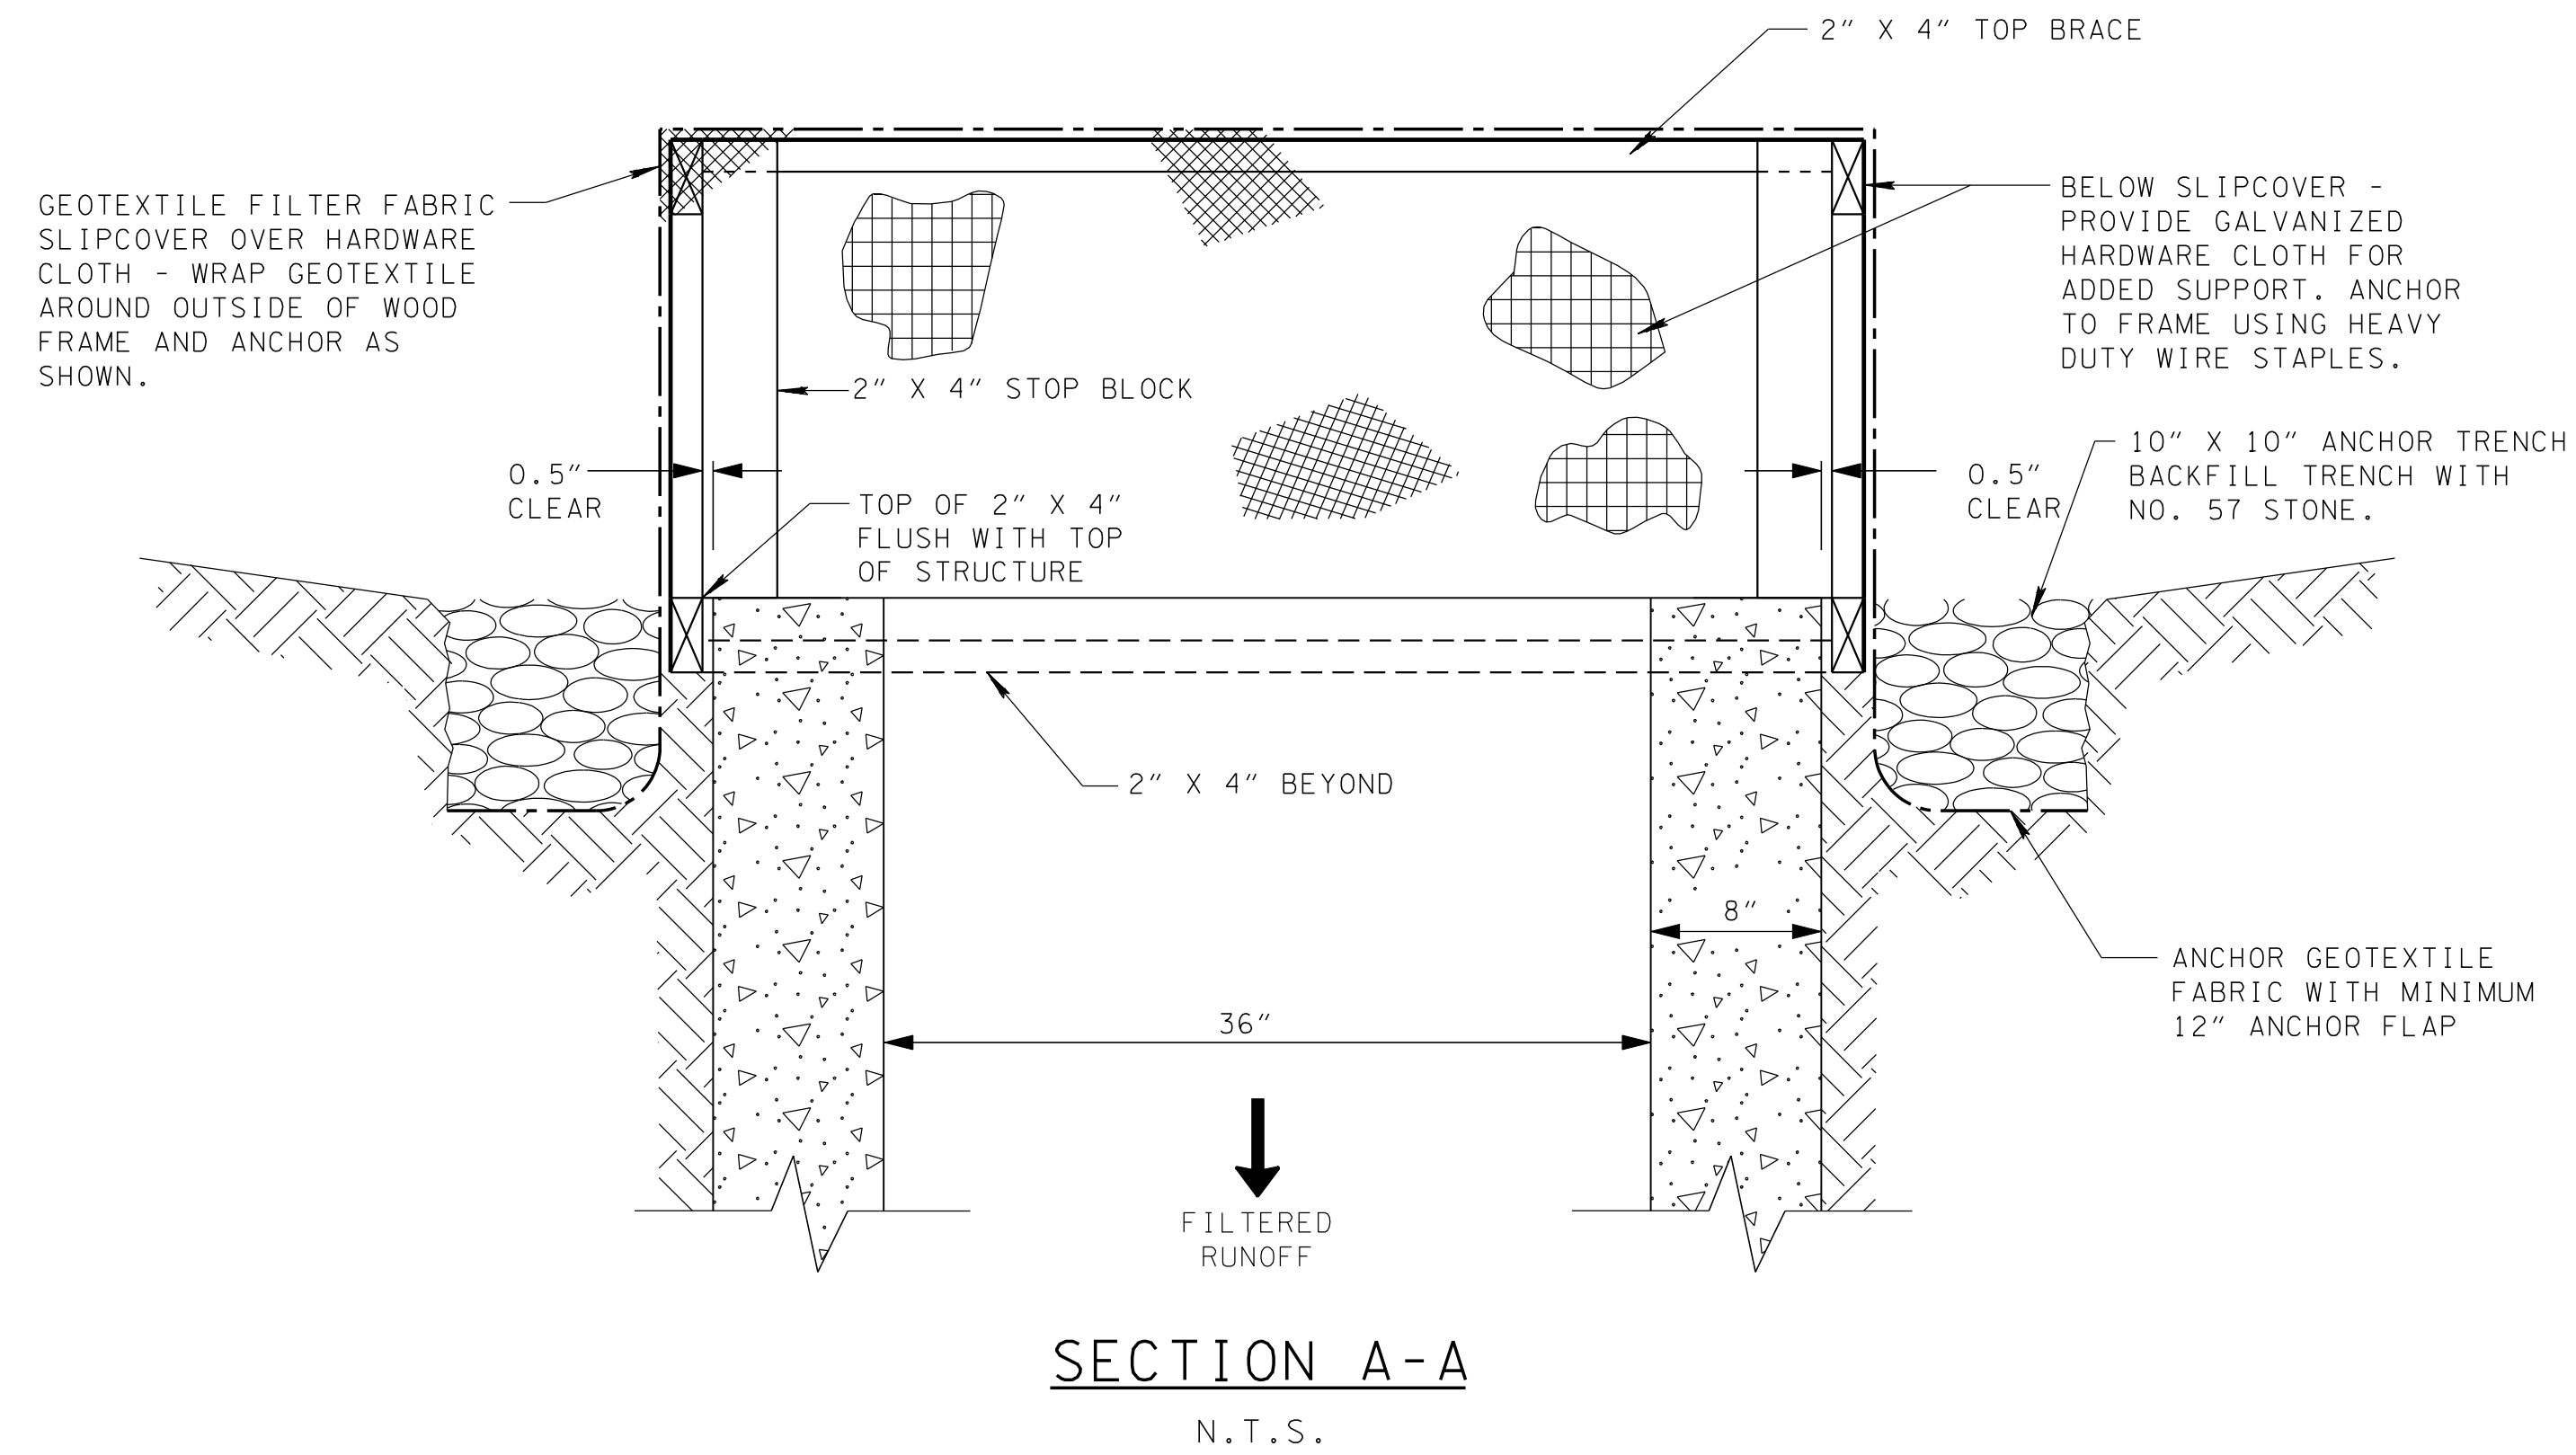 2" X 4" TOP BRACE
GEOTEXTILE FILTER FABRIC
SLIPCOVER OVER HARDWARE
CLOTH - WRAP GEOTEXTILE
AROUND OUTSIDE OF WOOD
FRAME AND ANCHOR AS
SHOWN.
BELOW SLIPCOVER -
PROVIDE GALVANIZED
HARDWARE CLOTH FOR
ADDED SUPPORT. ANCHOR
TO FRAME USING HEAVY
DUTY WIRE STAPLES.
2" X 4" STOP BLOCK
0.5"
CLEAR
TOP OF 2" X 4"
FLUSH WITH TOP
OF STRUCTURE
0.5"
CLEAR
10" X 10" ANCHOR TRENCH
BACKFILL TRENCH WITH
NO. 57 STONE.
2" X 4" BEYOND
8"
36"
ANCHOR GEOTEXTILE
FABRIC WITH MINIMUM
12" ANCHOR FLAP
FILTERED
RUNOFF
SECTION A-A
N.T.S.